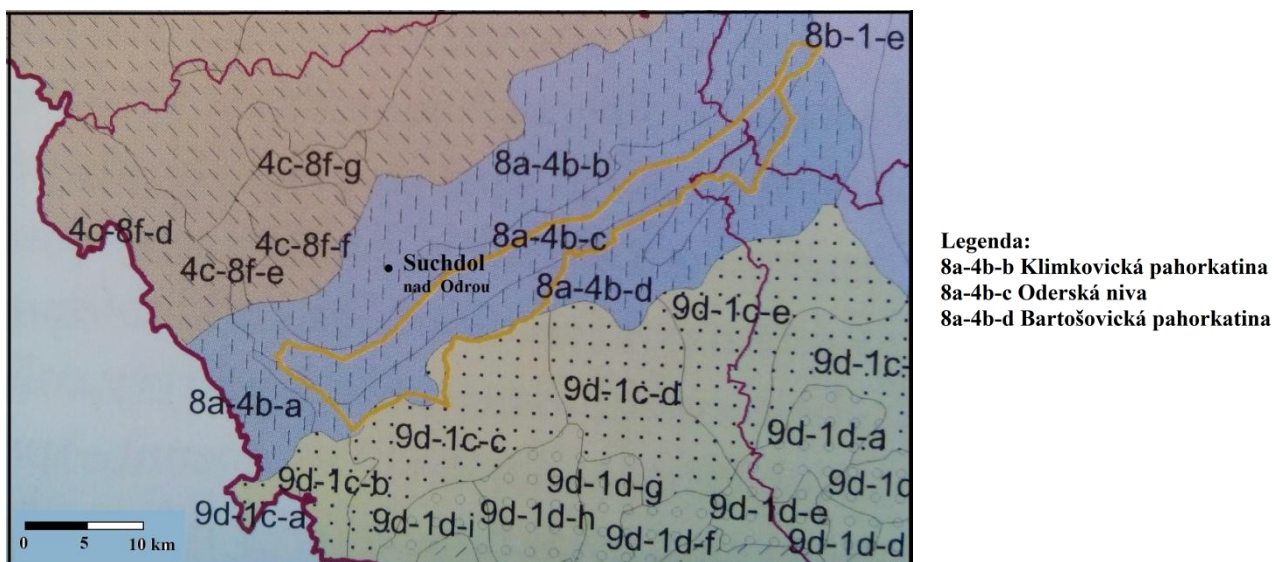 8b-1-e
4c-8f-g
8a-4b-b
4c-8f-d
4c-8f-f
8a-4b-c
4c-8f-e
Suchdol
nad Odrou
8a-4b-d
9d-1c-e
9d-1c-
9d-1c-d
8a-4b-a
9d-1c-c
9d-1d-a
9d-1c-b
9d-1d-g
9d-1d
9d-1c-a
9d-1d-i
9d-1d-h
9d-1d-e
9d-1d-f
9d-1d-d
0 5 10 km
Legenda:
8a-4b-b Klimkovická pahorkatina
8a-4b-c Oderská niva
8a-4b-d Bartošovická pahorkatina